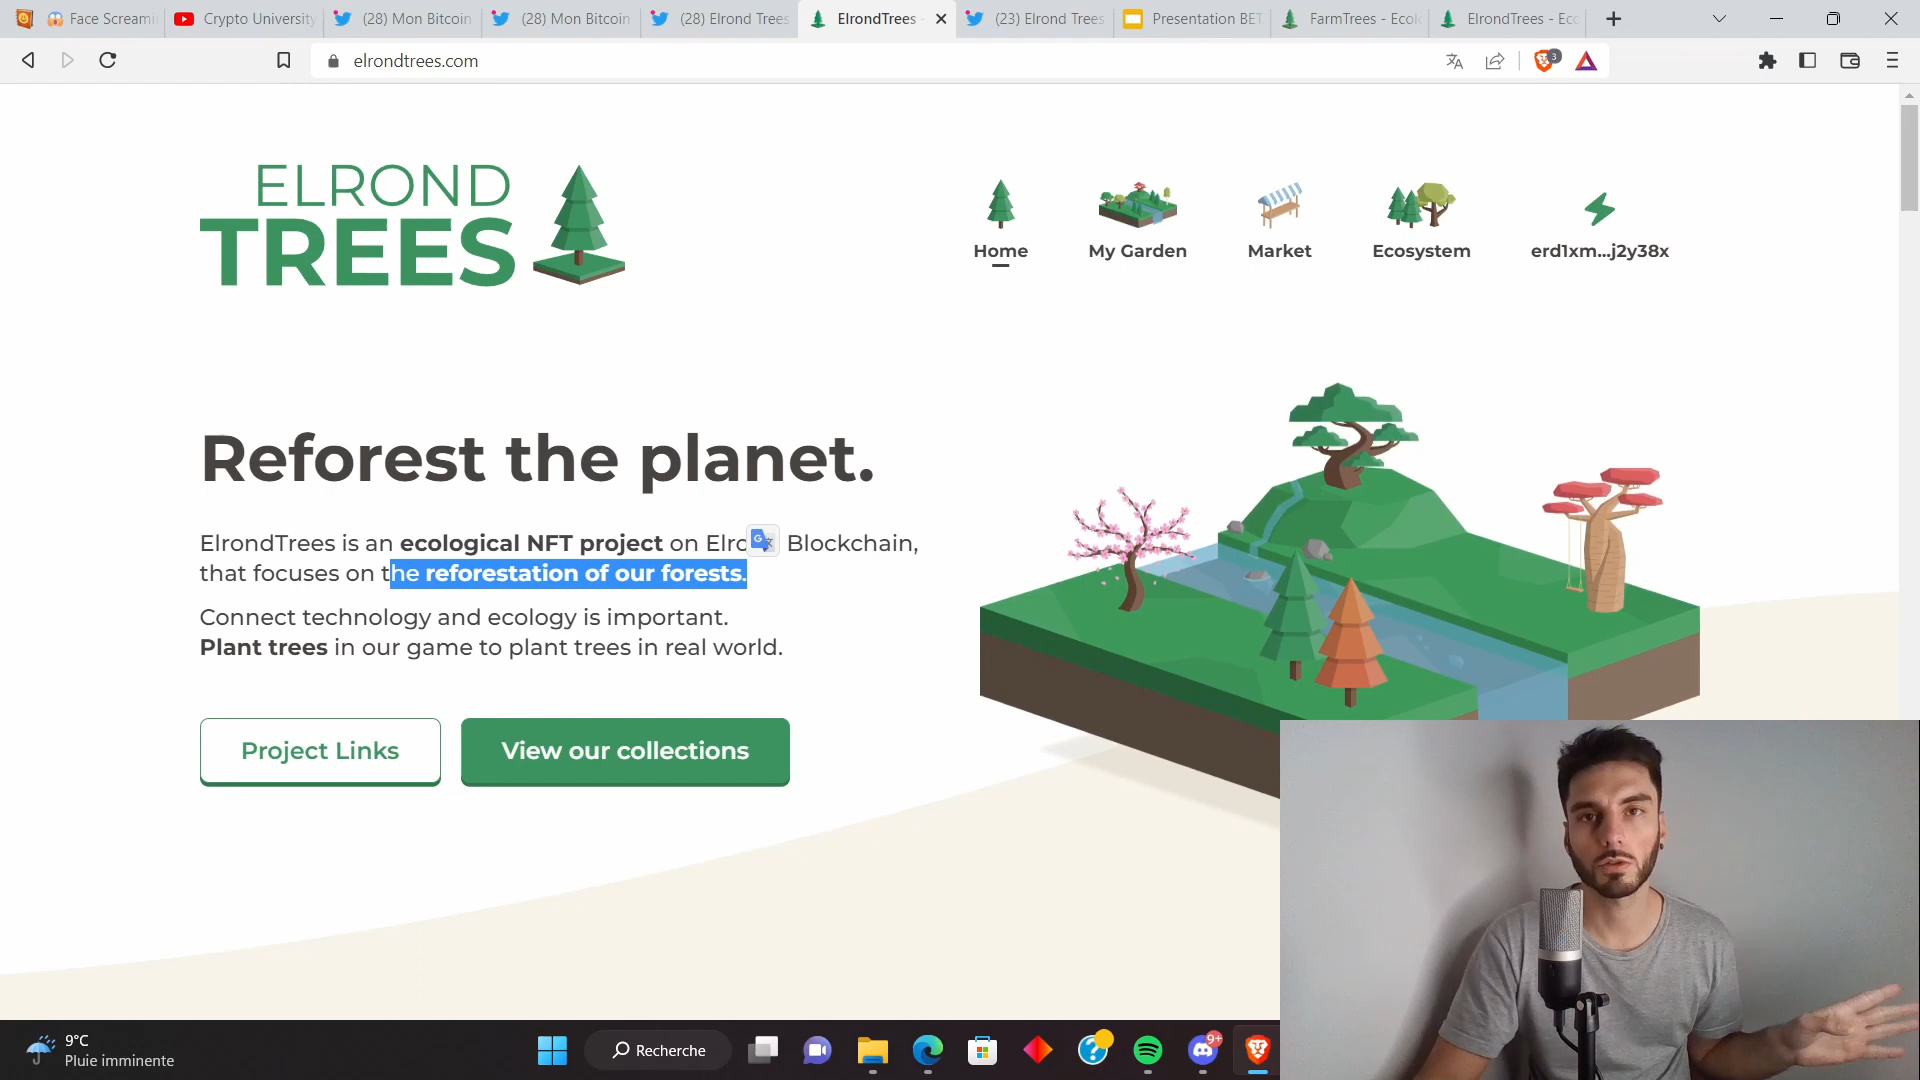 Face Screami
Crypto University
(28) Mon Bitcoin
(28) Mon Bitcoin
(28) Elrond Trees
ElrondTrees -
(23) Elrond Trees
Presentation BET
FarmTrees - Ecol
ElrondTrees - Eco
elrondtrees.com
3
ELROND
TREES
Home
My Garden
Market
Ecosystem
erd1xm...j2y38x
Reforest the planet.
ElrondTrees is an ecological NFT project on Elro Blockchain,
that focuses on the reforestation of our forests.
Connect technology and ecology is important.
Plant trees in our game to plant trees in real world.
Project Links
View our collections
9°C
Pluie imminente
Recherche
9+